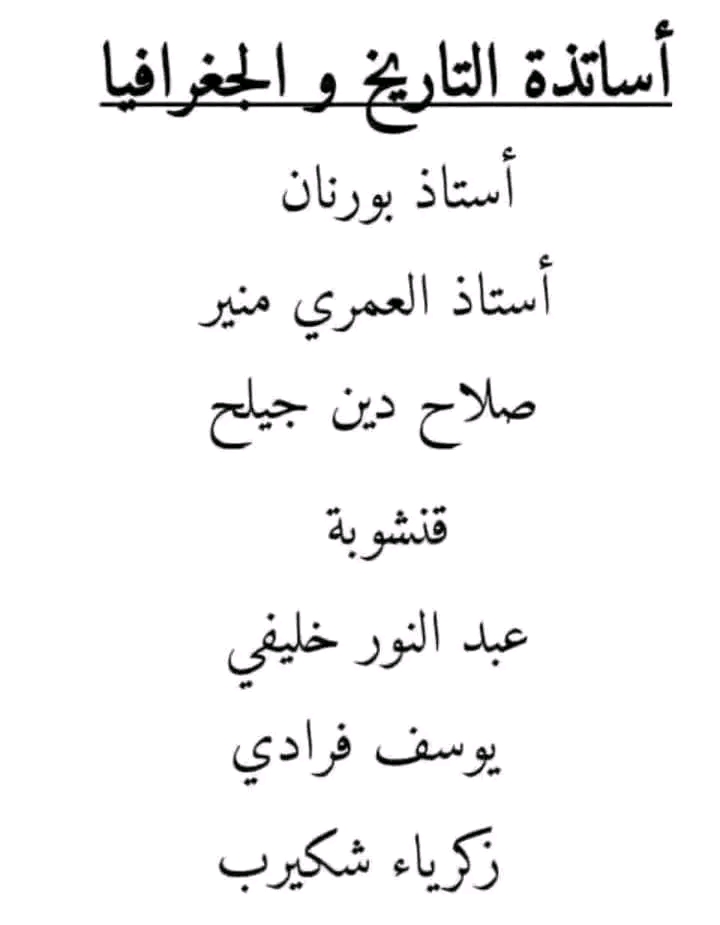 أساتذة التاريخ و الجغرافيا
أستاذ بورنان
أستاذ العمري منير
صلاح دين جيلح
قنشوبة
عبد النور خليفي
يوسف فرادي
زكرياء شكيرب